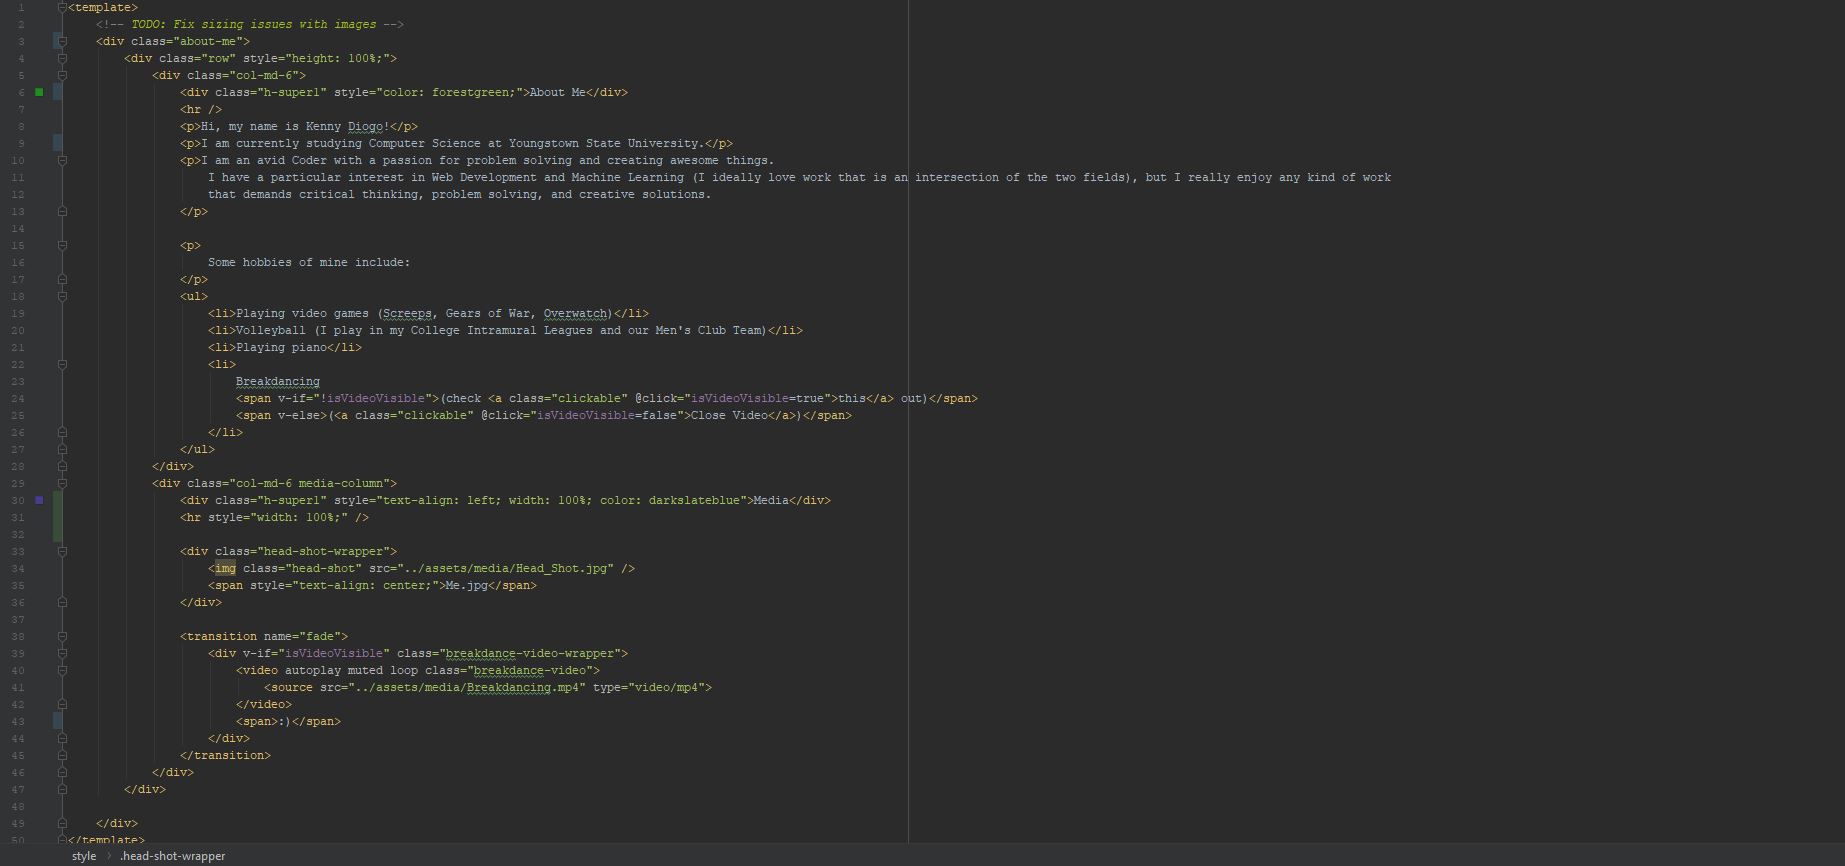 1 <template>
2 <!-- TODO: Fix sizing issues with images -->
3 <div class="about-me">
4 <div class="row" style="height: 100%;">
5 <div class="col-md-6">
6 <div class="h-super1" style="color: forestgreen;">About Me</div>
7 <hr />
8 <p>Hi, my name is Kenny Diogo!</p>
9 <p>I am currently studying Computer Science at Youngstown State University.</p>
10 <p>I am an avid Coder with a passion for problem solving and creating awesome things.
11 I have a particular interest in Web Development and Machine Learning (I ideally love work that is an intersection of the two fields), but I really enjoy any kind of work
12 that demands critical thinking, problem solving, and creative solutions.
13 </p>
14
15 <p>
16 Some hobbies of mine include:
17 </p>
18 <ul>
19 <li>Playing video games (Screeps, Gears of War, Overwatch)</li>
20 <li>Volleyball (I play in my College Intramural Leagues and our Men's Club Team)</li>
21 <li>Playing piano</li>
22 <li>
23 Breakdancing
24 <span v-if="!isVideoVisible">(check <a class="clickable" @click="isVideoVisible=true">this</a> out)</span>
25 <span v-else>(<a class="clickable" @click="isVideoVisible=false">Close Video</a>)</span>
26 </li>
27 </ul>
28 </div>
29 <div class="col-md-6 media-column">
30 <div class="h-super1" style="text-align: left; width: 100%; color: darkslateblue">Media</div>
31 <hr style="width: 100%;" />
32
33 <div class="head-shot-wrapper">
34 <img class="head-shot" src="../assets/media/Head_Shot.jpg" />
35 <span style="text-align: center;">Me.jpg</span>
36 </div>
37
38 <transition name="fade">
39 <div v-if="isVideoVisible" class="breakdance-video-wrapper">
40 <video autoplay muted loop class="breakdance-video">
41 <source src="../assets/media/Breakdancing.mp4" type="video/mp4">
42 </video>
43 <span>:)</span>
44 </div>
45 </transition>
46 </div>
47 </div>
48
49 </div>
50 </template>
style › .head-shot-wrapper